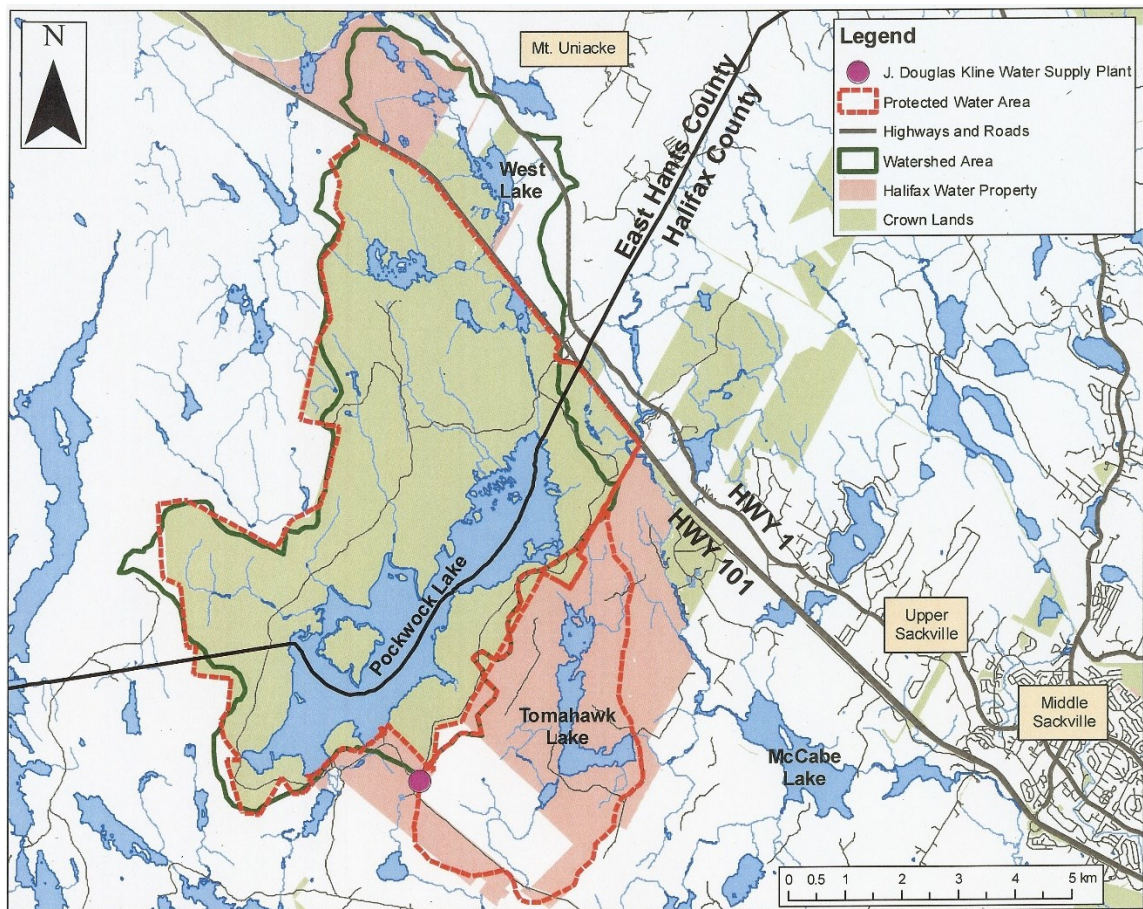 N
Mt. Uniacke
Legend
J. Douglas Kline Water Supply Plant
Protected Water Area
Highways and Roads
Watershed Area
Halifax Water Property
Crown Lands
East Hants County
Halifax County
West
Lake
HWY 1
HWY 101
Pockwock Lake
Upper
Sackville
Middle
Sackville
Tomahawk
Lake
McCabe
Lake
0 0.5 1 2 3 4 5 km